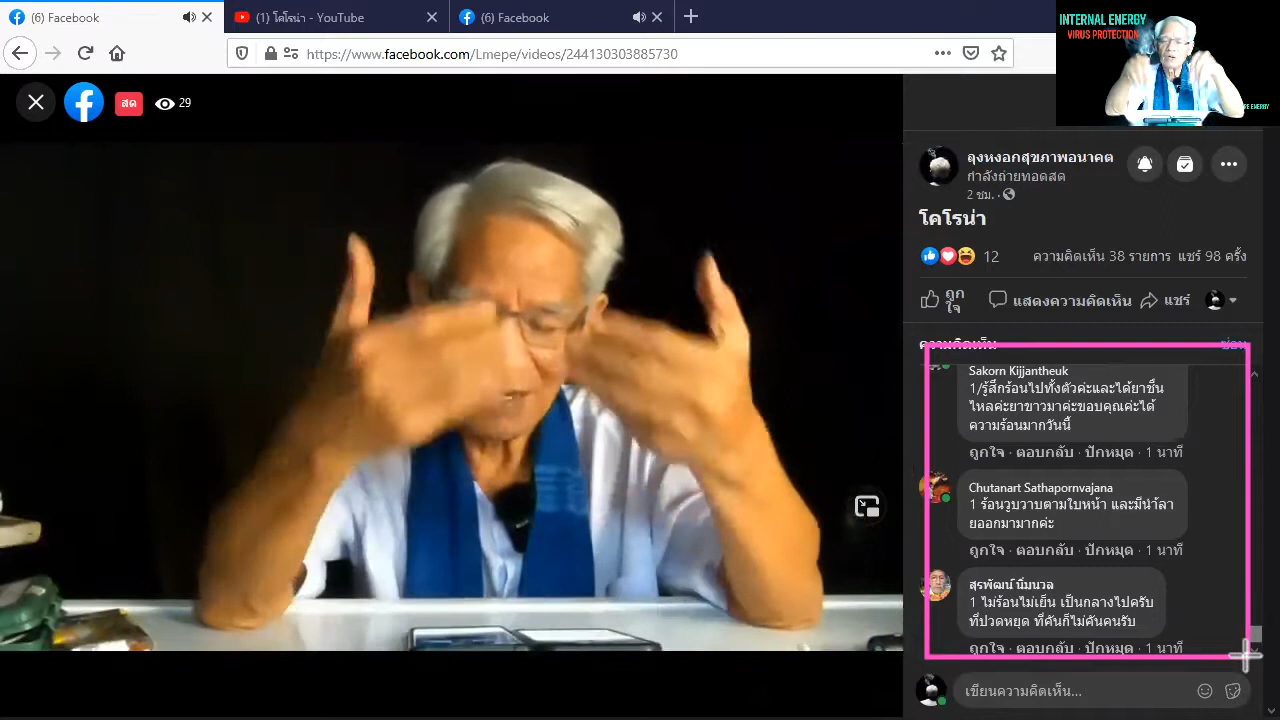 (6) Facebook
(1) โคโรน่า - YouTube
(6) Facebook
https://www.facebook.com/Lmepe/videos/244130303885730
INTERNAL ENERGY
VIRUS PROTECTION
RE ENERGY
สด
29
ลุงหงอกสุขภาพอนาคต
กำลังถ่ายทอดสด
2 ชม. ·
โคโรน่า
12
ความคิดเห็น 38 รายการ แชร์ 98 ครั้ง
ถูก
ใจ
แสดงความคิดเห็น
แชร์
ความคิดเห็น
ซ่อน
Sakorn Kijjantheuk
1/รู้สึกร้อนไปทั้งตัวค่ะและได้ยาชื้น
ไหลค่ะยาขาวมาค่ะขอบคุณค่ะได้
ความร้อนมากวันนี้
ถูกใจ · ตอบกลับ · ปักหมุด · 1 นาที
Chutanart Sathapornvajana
1 ร้อนวูบวาบตามใบหน้า และมีน้ำลา
ยออกมามากค่ะ
ถูกใจ · ตอบกลับ · ปักหมุด · 1 นาที
สุรพัฒน์ นิ่มนวล
1 ไม่ร้อนไม่เย็น เป็นกลางไปครับ
ที่ปวดหยุด ที่คันก็ไม่คันครับ
ถูกใจ · ตอบกลับ · ปักหมุด · 1 นาที
เขียนความคิดเห็น...